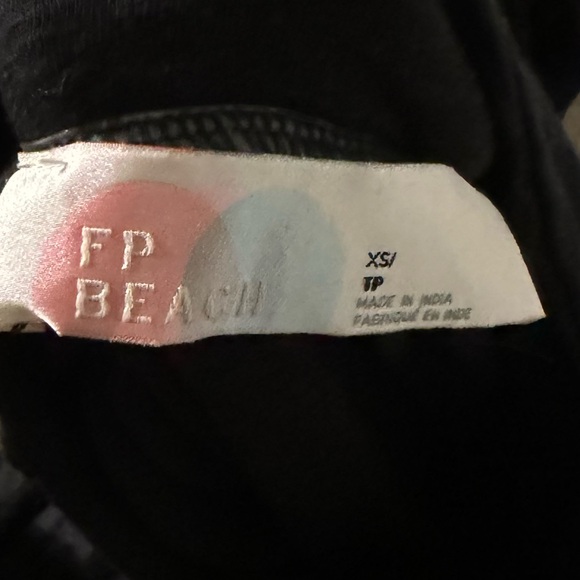 FP
BEACH
XS/
TP
MADE IN INDIA
FABRIQUÉ EN INDE